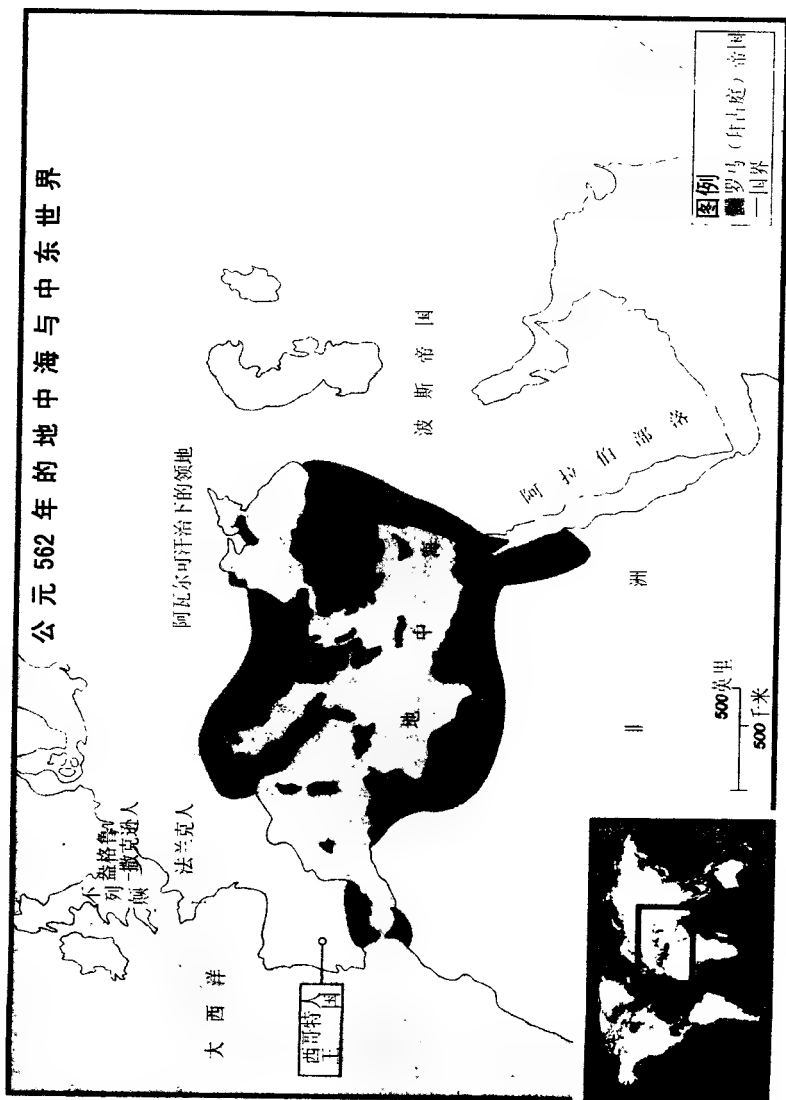 公元562年的地中海与中东世界
不列颠
盎格鲁-
撒克逊人
法兰克人
大西洋
西哥特人
王国
阿瓦尔可汗治下的领地
波斯帝国
阿拉伯部落
地中海
非洲
500英里
500千米
图例
罗马（拜占庭）帝国
国界